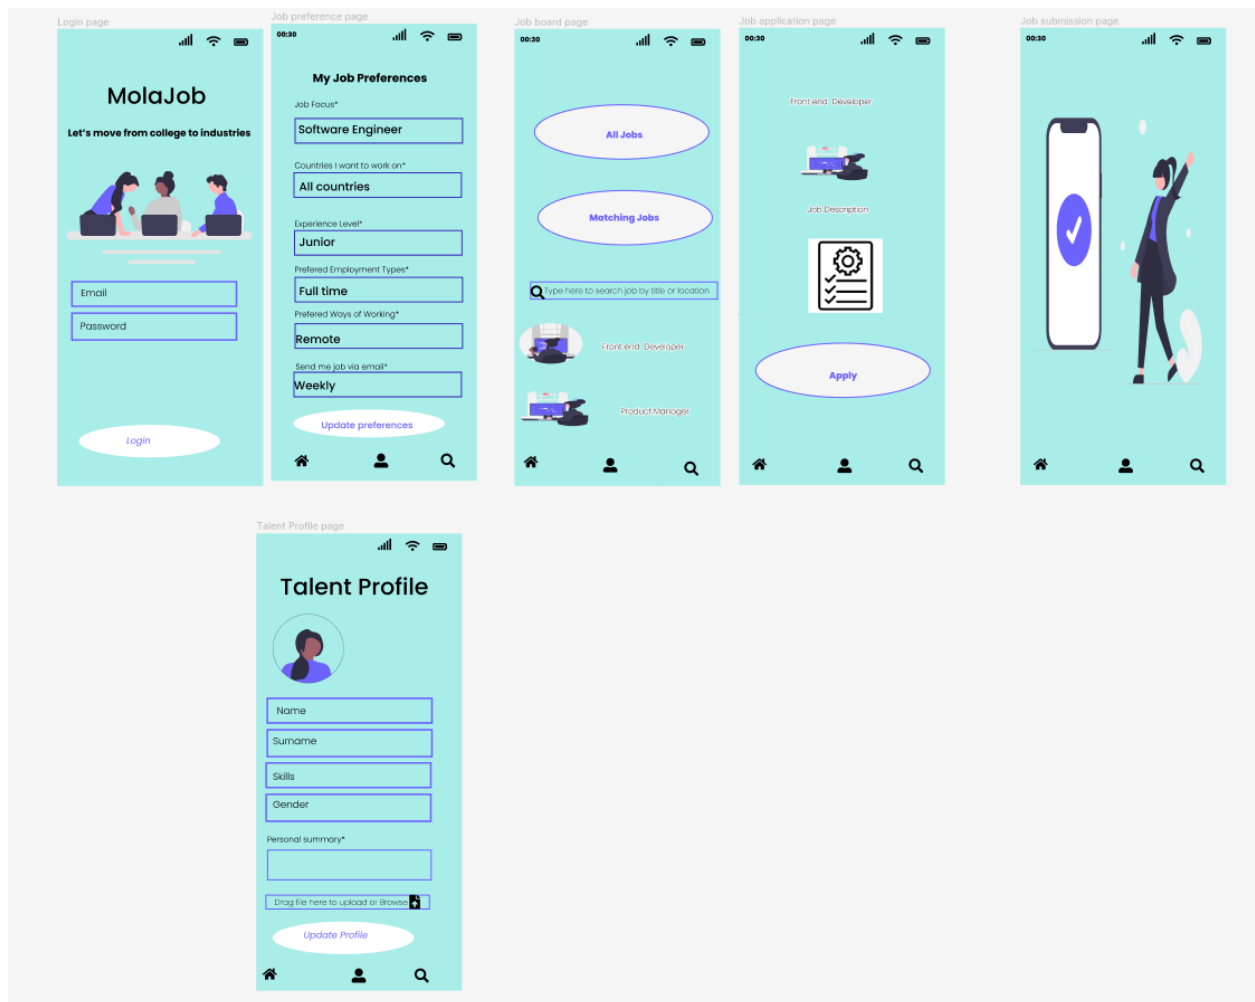 Login page
MolaJob
Let's move from college to industries
Email
Password
Login
Job preference page
00:30
My Job Preferences
Job Focus*
Software Engineer
Countries I want to work on*
All countries
Experience Level*
Junior
Prefered Employment Types*
Full time
Prefered Ways of Working*
Remote
Send me job via email*
Weekly
Update preferences
Job board page
00:30
All Jobs
Matching Jobs
Type here to search job by title or location
Front end Developer
Product Manager
Job application page
00:30
Front end Developer
Job Description
Apply
Job submission page
00:30
Talent Profile page
Talent Profile
Name
Surname
Skills
Gender
Personal summary*
Drag file here to upload or Browse
Update Profile